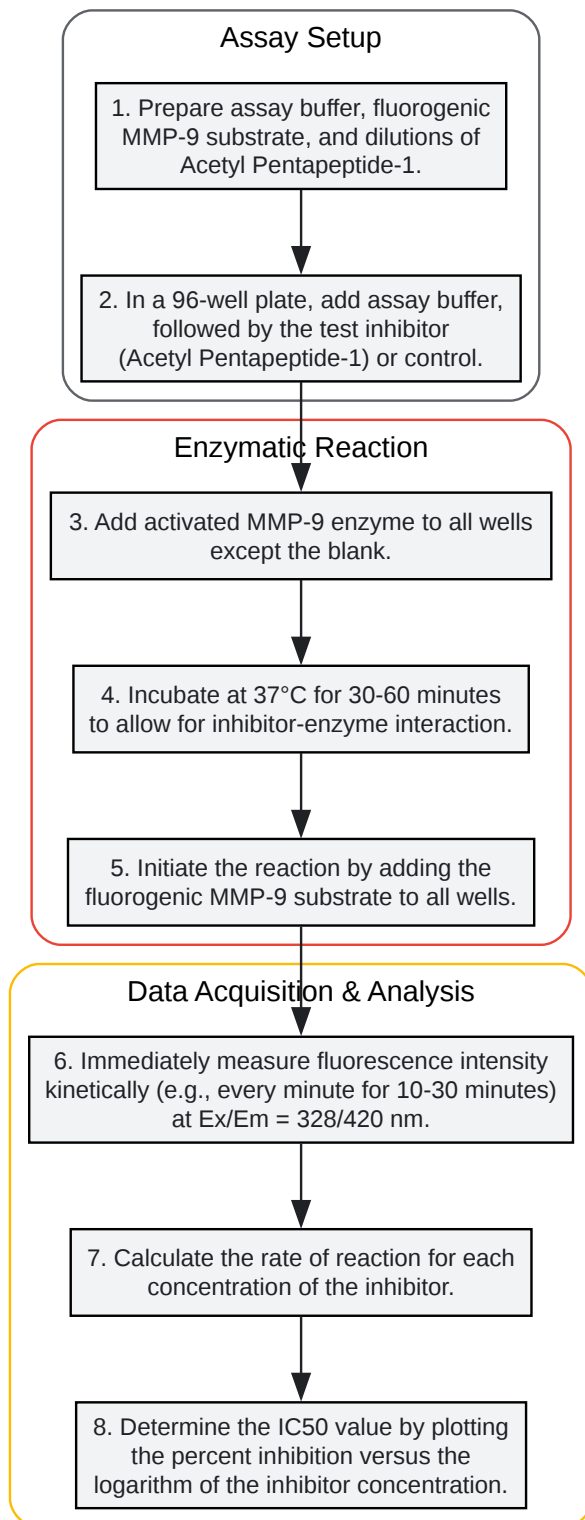 Assay Setup
1. Prepare assay buffer, fluorogenic
MMP-9 substrate, and dilutions of
Acetyl Pentapeptide-1.
2. In a 96-well plate, add assay buffer,
followed by the test inhibitor
(Acetyl Pentapeptide-1) or control.
Enzymatic Reaction
3. Add activated MMP-9 enzyme to all wells
except the blank.
4. Incubate at 37°C for 30-60 minutes
to allow for inhibitor-enzyme interaction.
5. Initiate the reaction by adding the
fluorogenic MMP-9 substrate to all wells.
Data Acquisition & Analysis
6. Immediately measure fluorescence intensity
kinetically (e.g., every minute for 10-30 minutes)
at Ex/Em = 328/420 nm.
7. Calculate the rate of reaction for each
concentration of the inhibitor.
8. Determine the IC50 value by plotting
the percent inhibition versus the
logarithm of the inhibitor concentration.